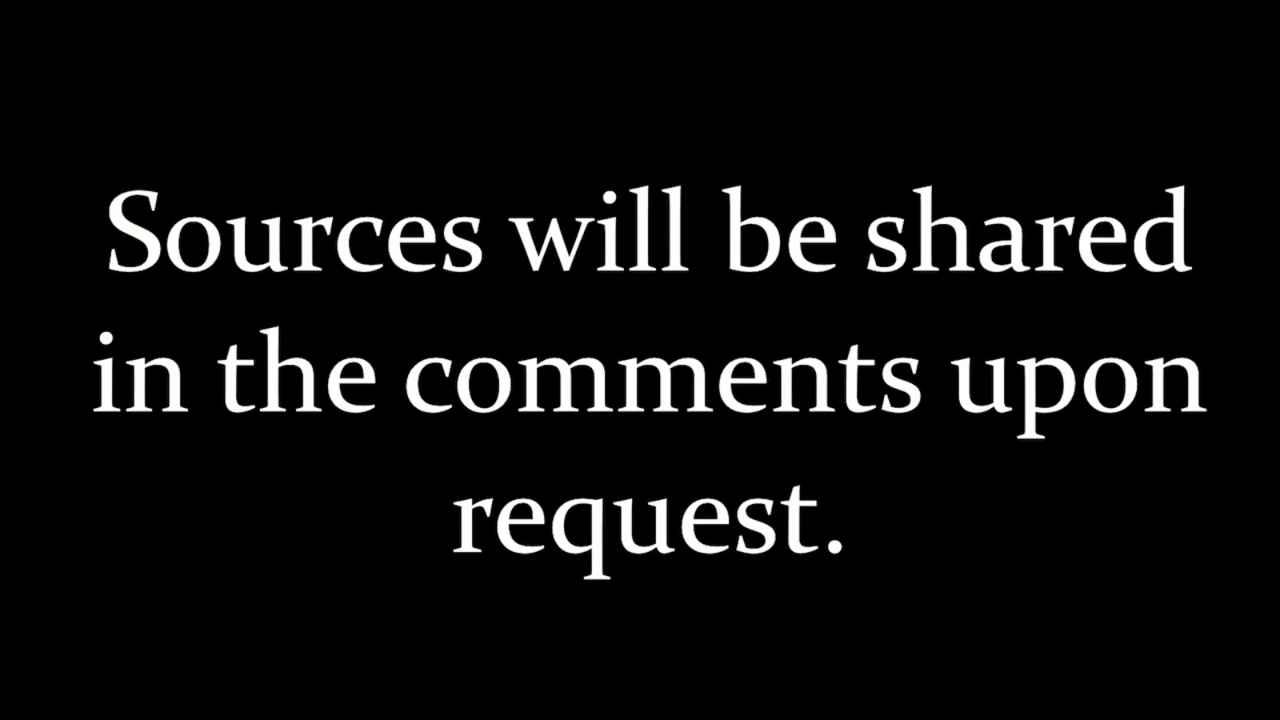 Sources will be shared
in the comments upon
request.